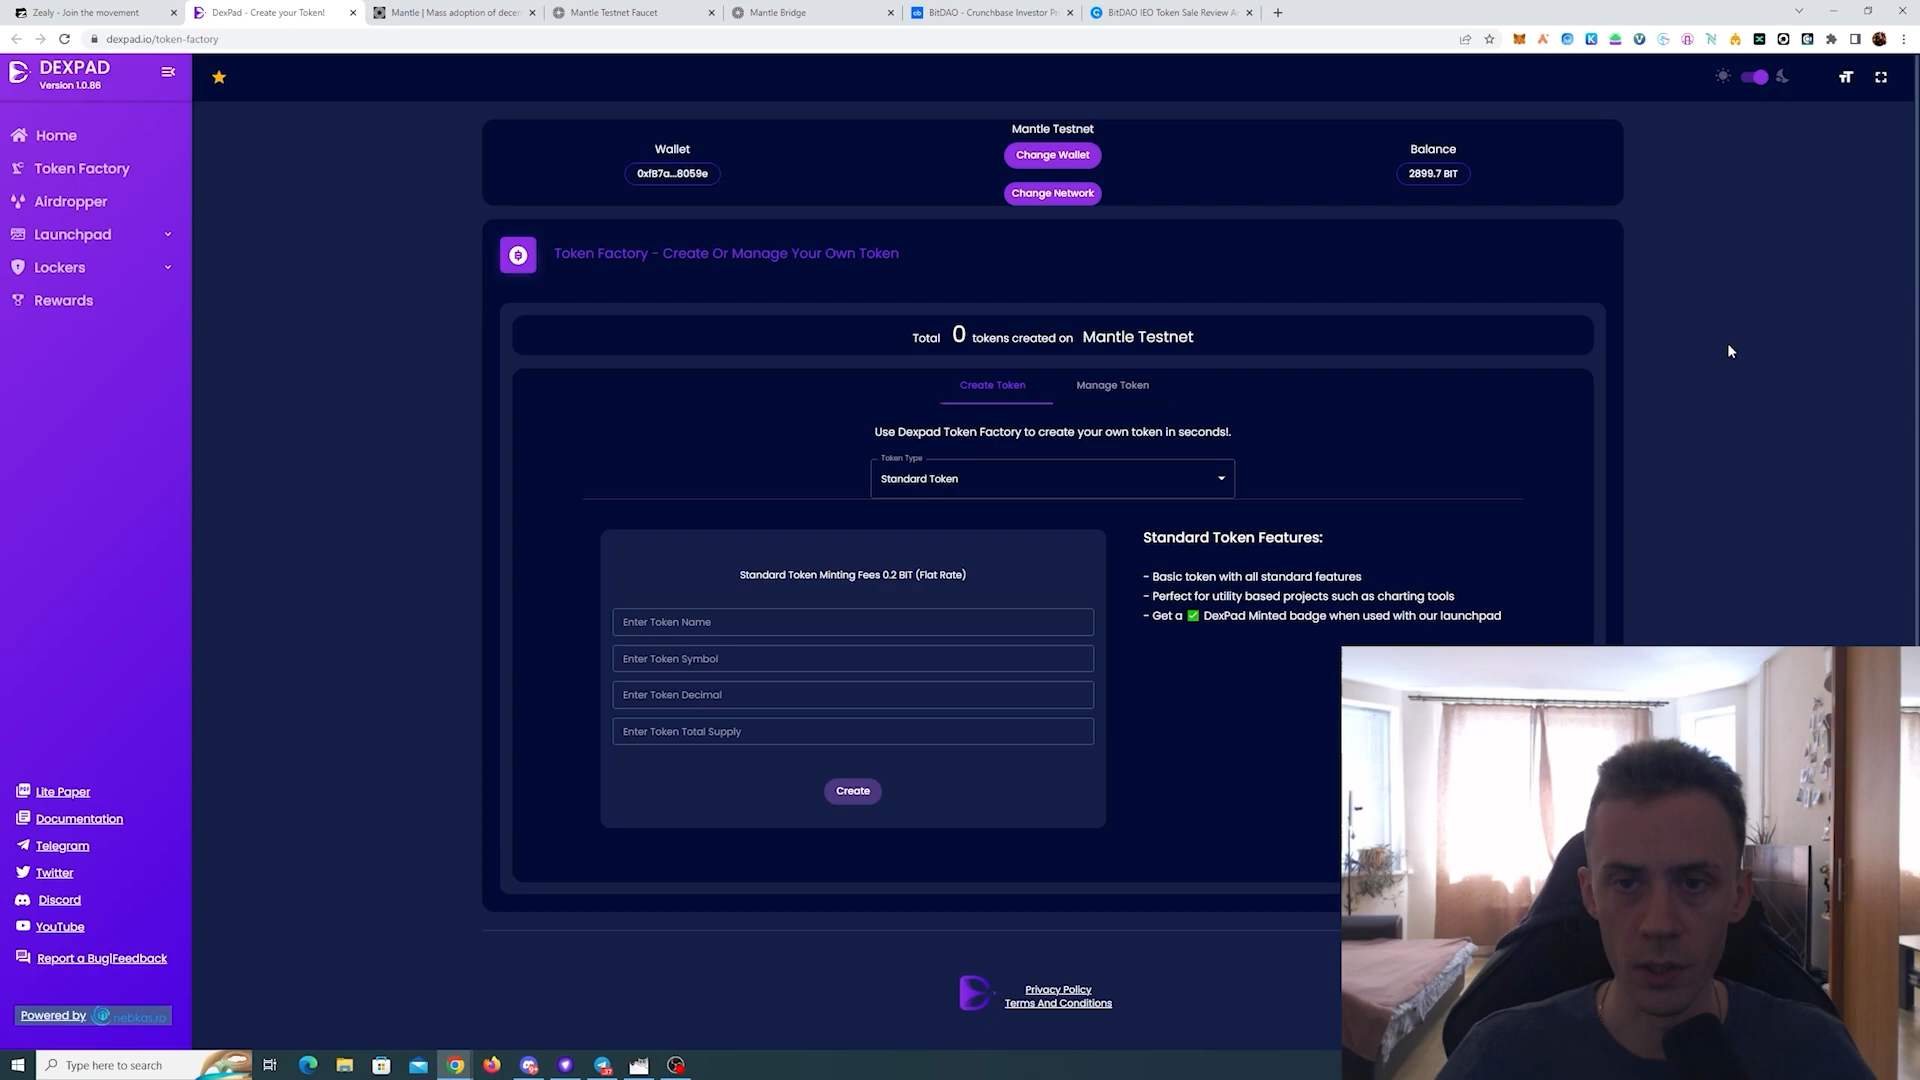 Zealy - Join the movement
DexPad - Create your Token!
Mantle | Mass adoption of decen
Mantle Testnet Faucet
Mantle Bridge
BitDAO - Crunchbase Investor Pr
BitDAO IEO Token Sale Review A
dexpad.io/token-factory
DEXPAD
Version 1.0.86
Home
Token Factory
Airdropper
Launchpad
Lockers
Rewards
Wallet
0xfB7a...8059e
Mantle Testnet
Change Wallet
Change Network
Balance
2899.7 BIT
Token Factory - Create Or Manage Your Own Token
Total 0 tokens created on Mantle Testnet
Create Token
Manage Token
Use Dexpad Token Factory to create your own token in seconds!.
Token Type
Standard Token
Standard Token Minting Fees 0.2 BIT (Flat Rate)
Enter Token Name
Enter Token Symbol
Enter Token Decimal
Enter Token Total Supply
Create
Standard Token Features:
- Basic token with all standard features
- Perfect for utility based projects such as charting tools
- Get a ✅ DexPad Minted badge when used with our launchpad
Lite Paper
Documentation
Telegram
Twitter
Discord
YouTube
Report a Bug|Feedback
Powered by nebkas.ro
Privacy Policy
Terms And Conditions
Type here to search